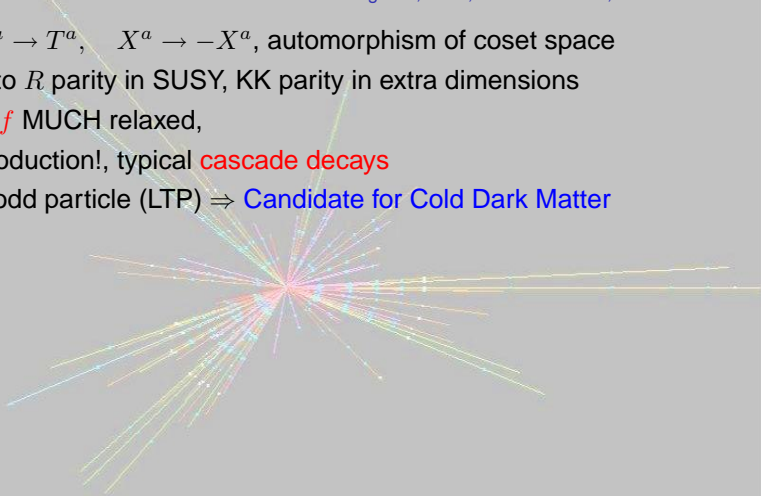 → Tᵃ, Xᵃ → −Xᵃ, automorphism of coset space
to R parity in SUSY, KK parity in extra dimensions
f MUCH relaxed,
oduction!, typical cascade decays
odd particle (LTP) ⇒ Candidate for Cold Dark Matter